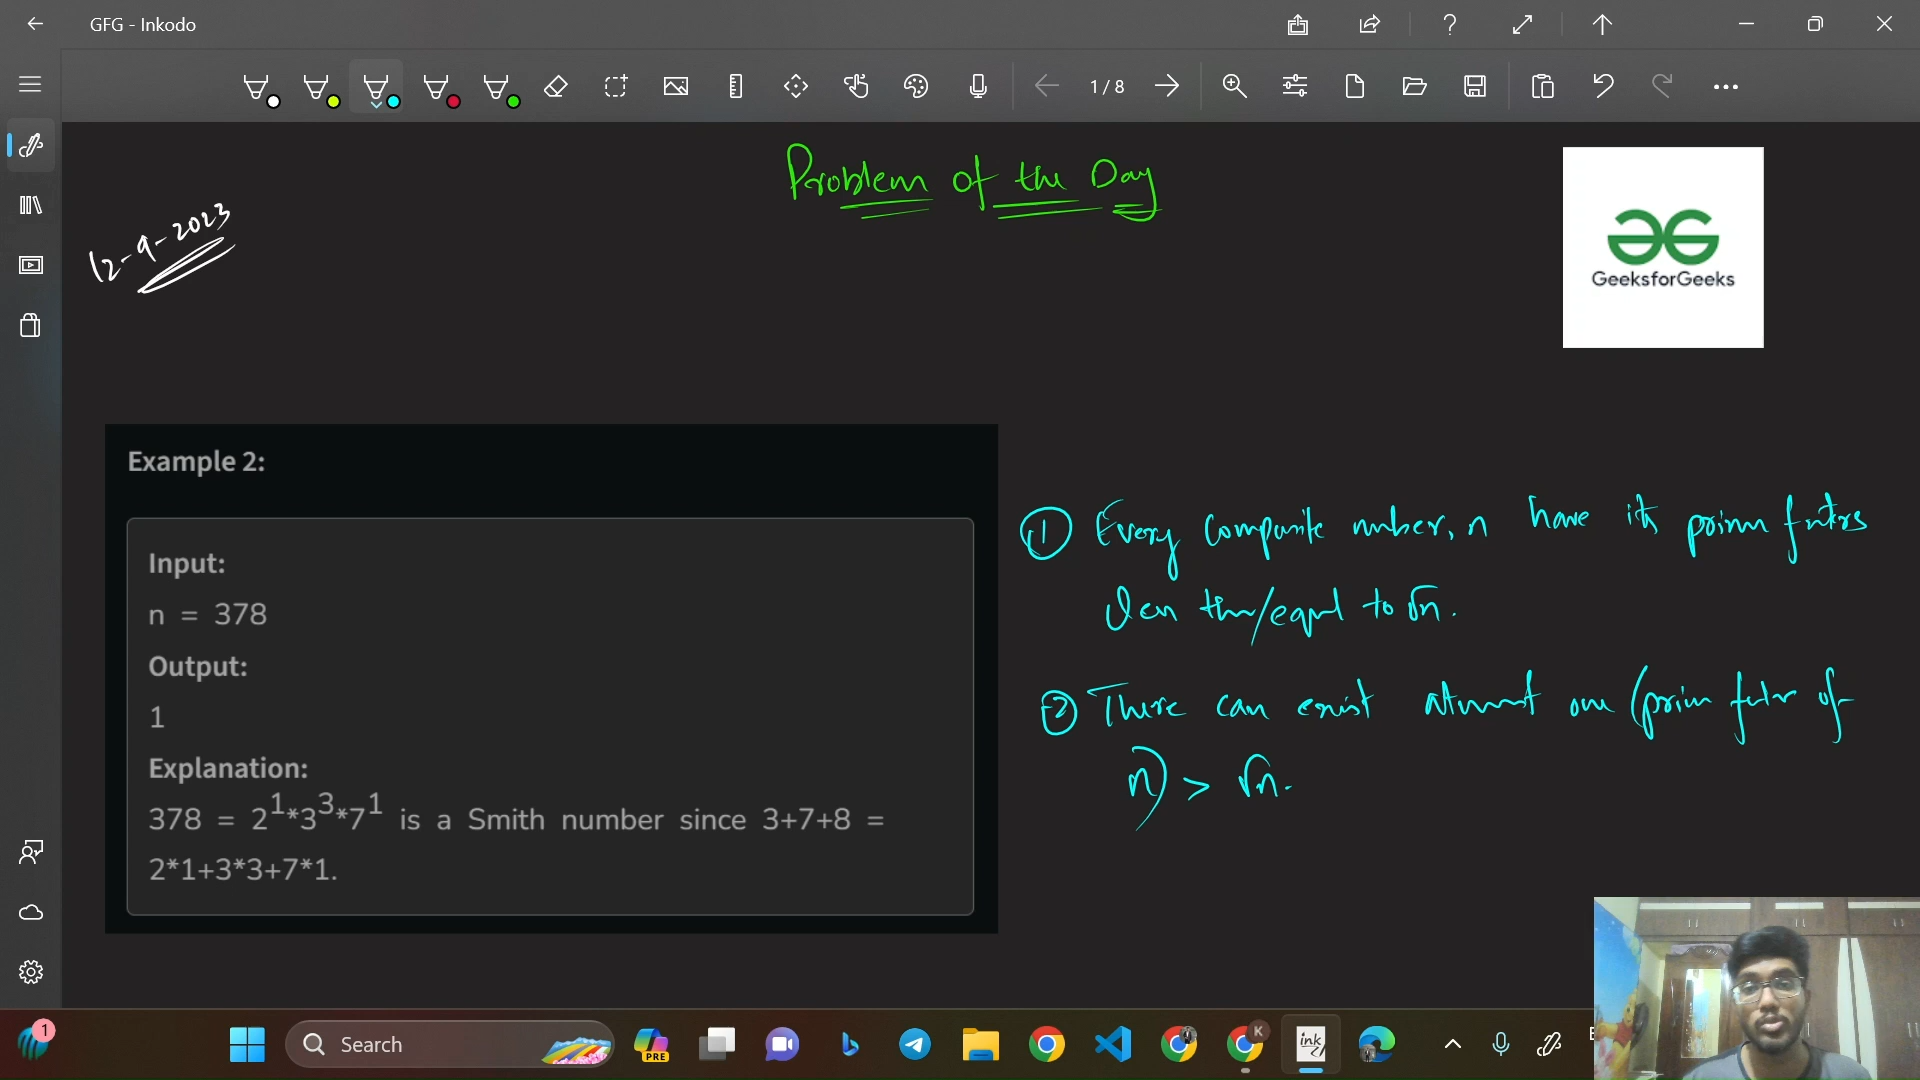 GFG - Inkodo
1 / 8
Problem of the Day
12-9-2023
GeeksforGeeks
Example 2:
Input:
n = 378
Output:
1
Explanation:
378 = 2^1*3^3*7^1 is a Smith number since 3+7+8 =
2*1+3*3+7*1.
① Every composite number, n have its prime factors
less than/equal to √n.
② There can exist atmost one (prime factor of
n) > √n.
1
Search
PRE
K
ink